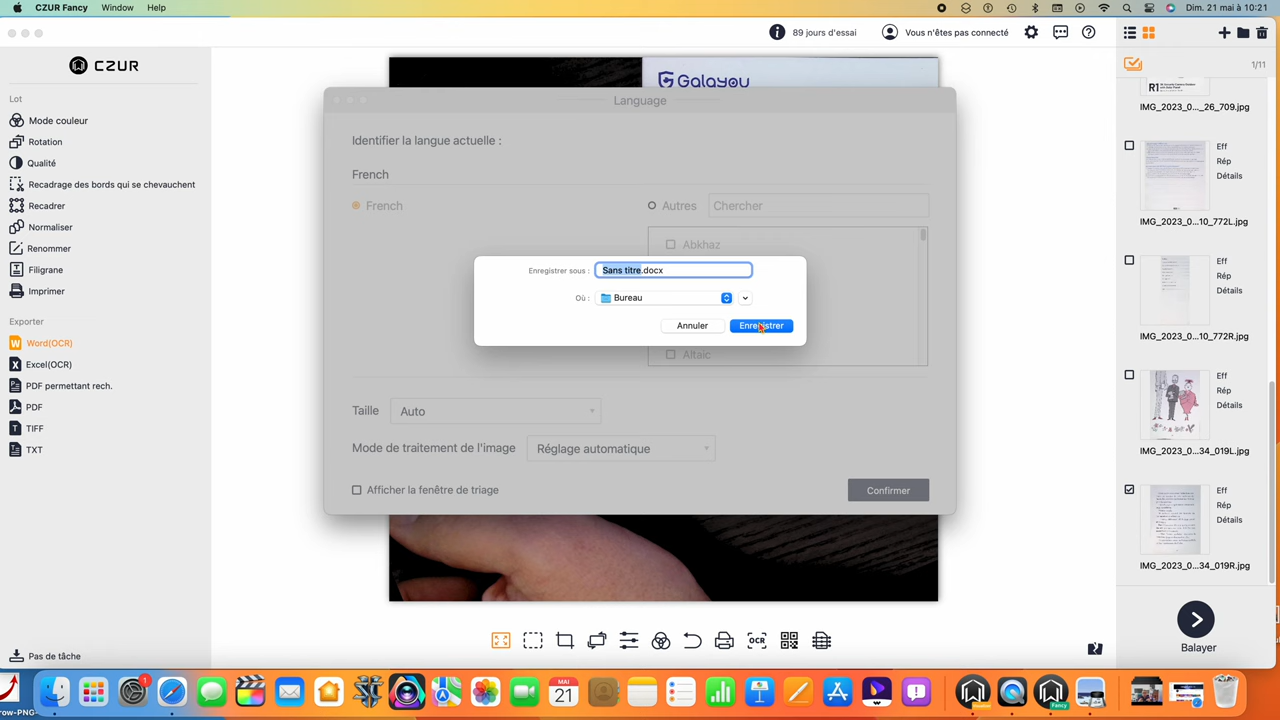 CZUR Fancy Window Help
Dim. 21 mai à 10:21
89 jours d'essai
Vous n'êtes pas connecté
CZUR
Lot
Mode couleur
Rotation
Qualité
Recadrage des bords qui se chevauchent
Recadrer
Normaliser
Renommer
Filigrane
Imprimer
Exporter
Word(OCR)
Excel(OCR)
PDF permettant rech.
PDF
TIFF
TXT
Pas de tâche
Galayou
Language
Identifier la langue actuelle :
French
French
Autres
Chercher
Abkhaz
Altaic
Enregistrer sous :
Sans titre.docx
Où :
Bureau
Annuler
Enregistrer
Taille
Auto
Mode de traitement de l'image
Réglage automatique
Afficher la fenêtre de triage
Confirmer
OCR
1/11
R1
IMG_2023_0..._26_709.jpg
Eff
Rép
Détails
IMG_2023_0...10_772L.jpg
Eff
Rép
Détails
IMG_2023_0...10_772R.jpg
Eff
Rép
Détails
IMG_2023_0...34_019L.jpg
Eff
Rép
Détails
IMG_2023_0...34_019R.jpg
Balayer
row-PNG-
1
MAI
21
Fancy